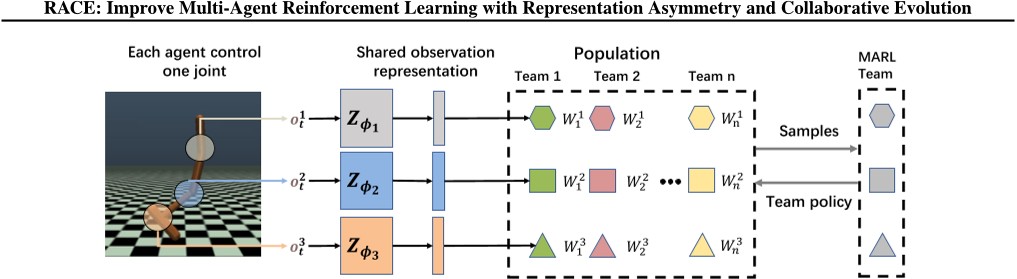 RACE: Improve Multi-Agent Reinforcement Learning with Representation Asymmetry and Collaborative Evolution
Each agent control
one joint
Shared observation
representation
Population
MARL
Team
Team 1 Team 2 Team n
o_t^1 Z_{ϕ_1} W_1^1 W_2^1 W_n^1
Samples
o_t^2 Z_{ϕ_2} W_1^2 W_2^2 ••• W_n^2
Team policy
o_t^3 Z_{ϕ_3} W_1^3 W_2^3 W_n^3